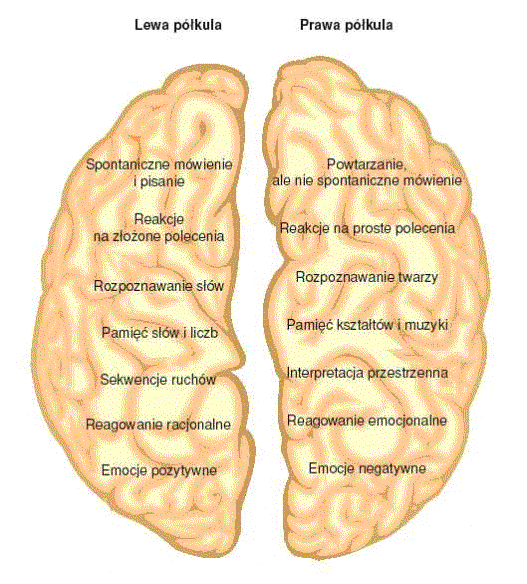 Lewa półkula
Spontaniczne mówienie
i pisanie
Reakcje
na złożone polecenia
Rozpoznawanie słów
Pamięć słów i liczb
Sekwencje ruchów
Reagowanie racjonalne
Emocje pozytywne
Prawa półkula
Powtarzanie,
ale nie spontaniczne mówienie
Reakcje na proste polecenia
Rozpoznawanie twarzy
Pamięć kształtów i muzyki
Interpretacja przestrzenna
Reagowanie emocjonalne
Emocje negatywne